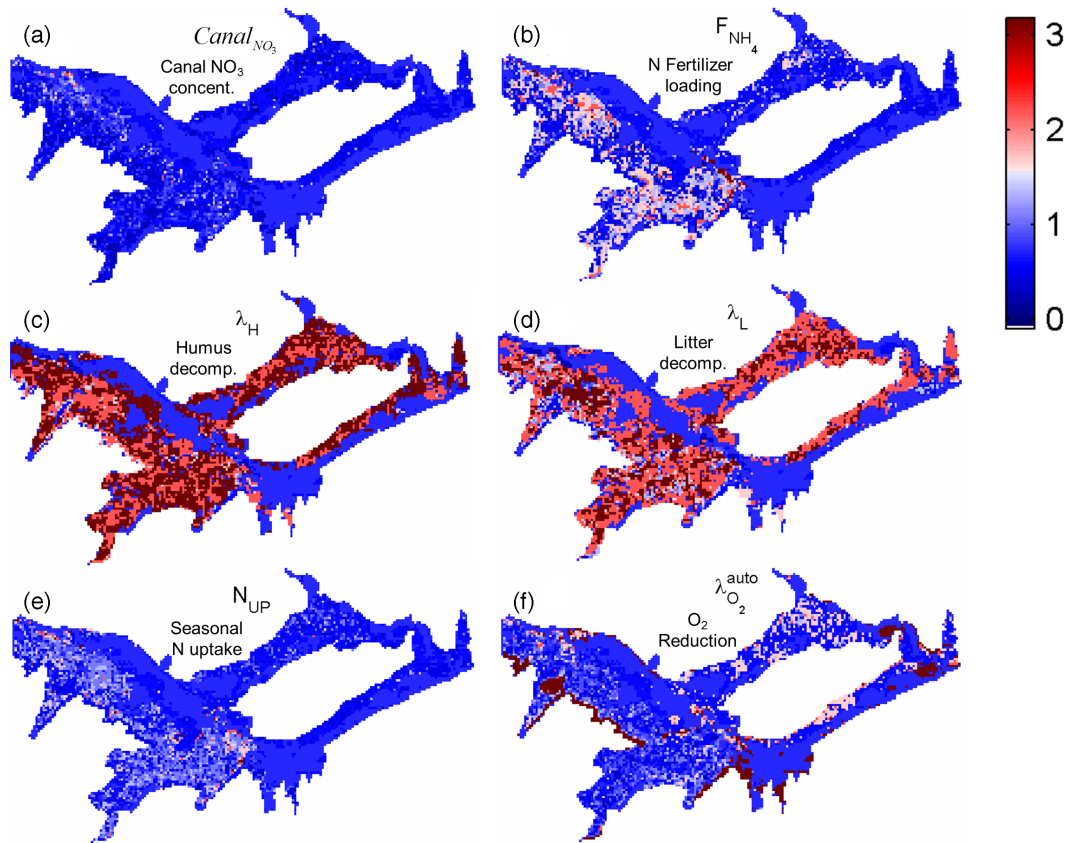 (a)
Canal_NO3
Canal NO3
concent.
(b)
F_NH4
N Fertilizer
loading
3
2
1
0
(c)
λ_H
Humus
decomp.
(d)
λ_L
Litter
decomp.
(e)
N_UP
Seasonal
N uptake
(f)
λ_O2^auto
O2
Reduction